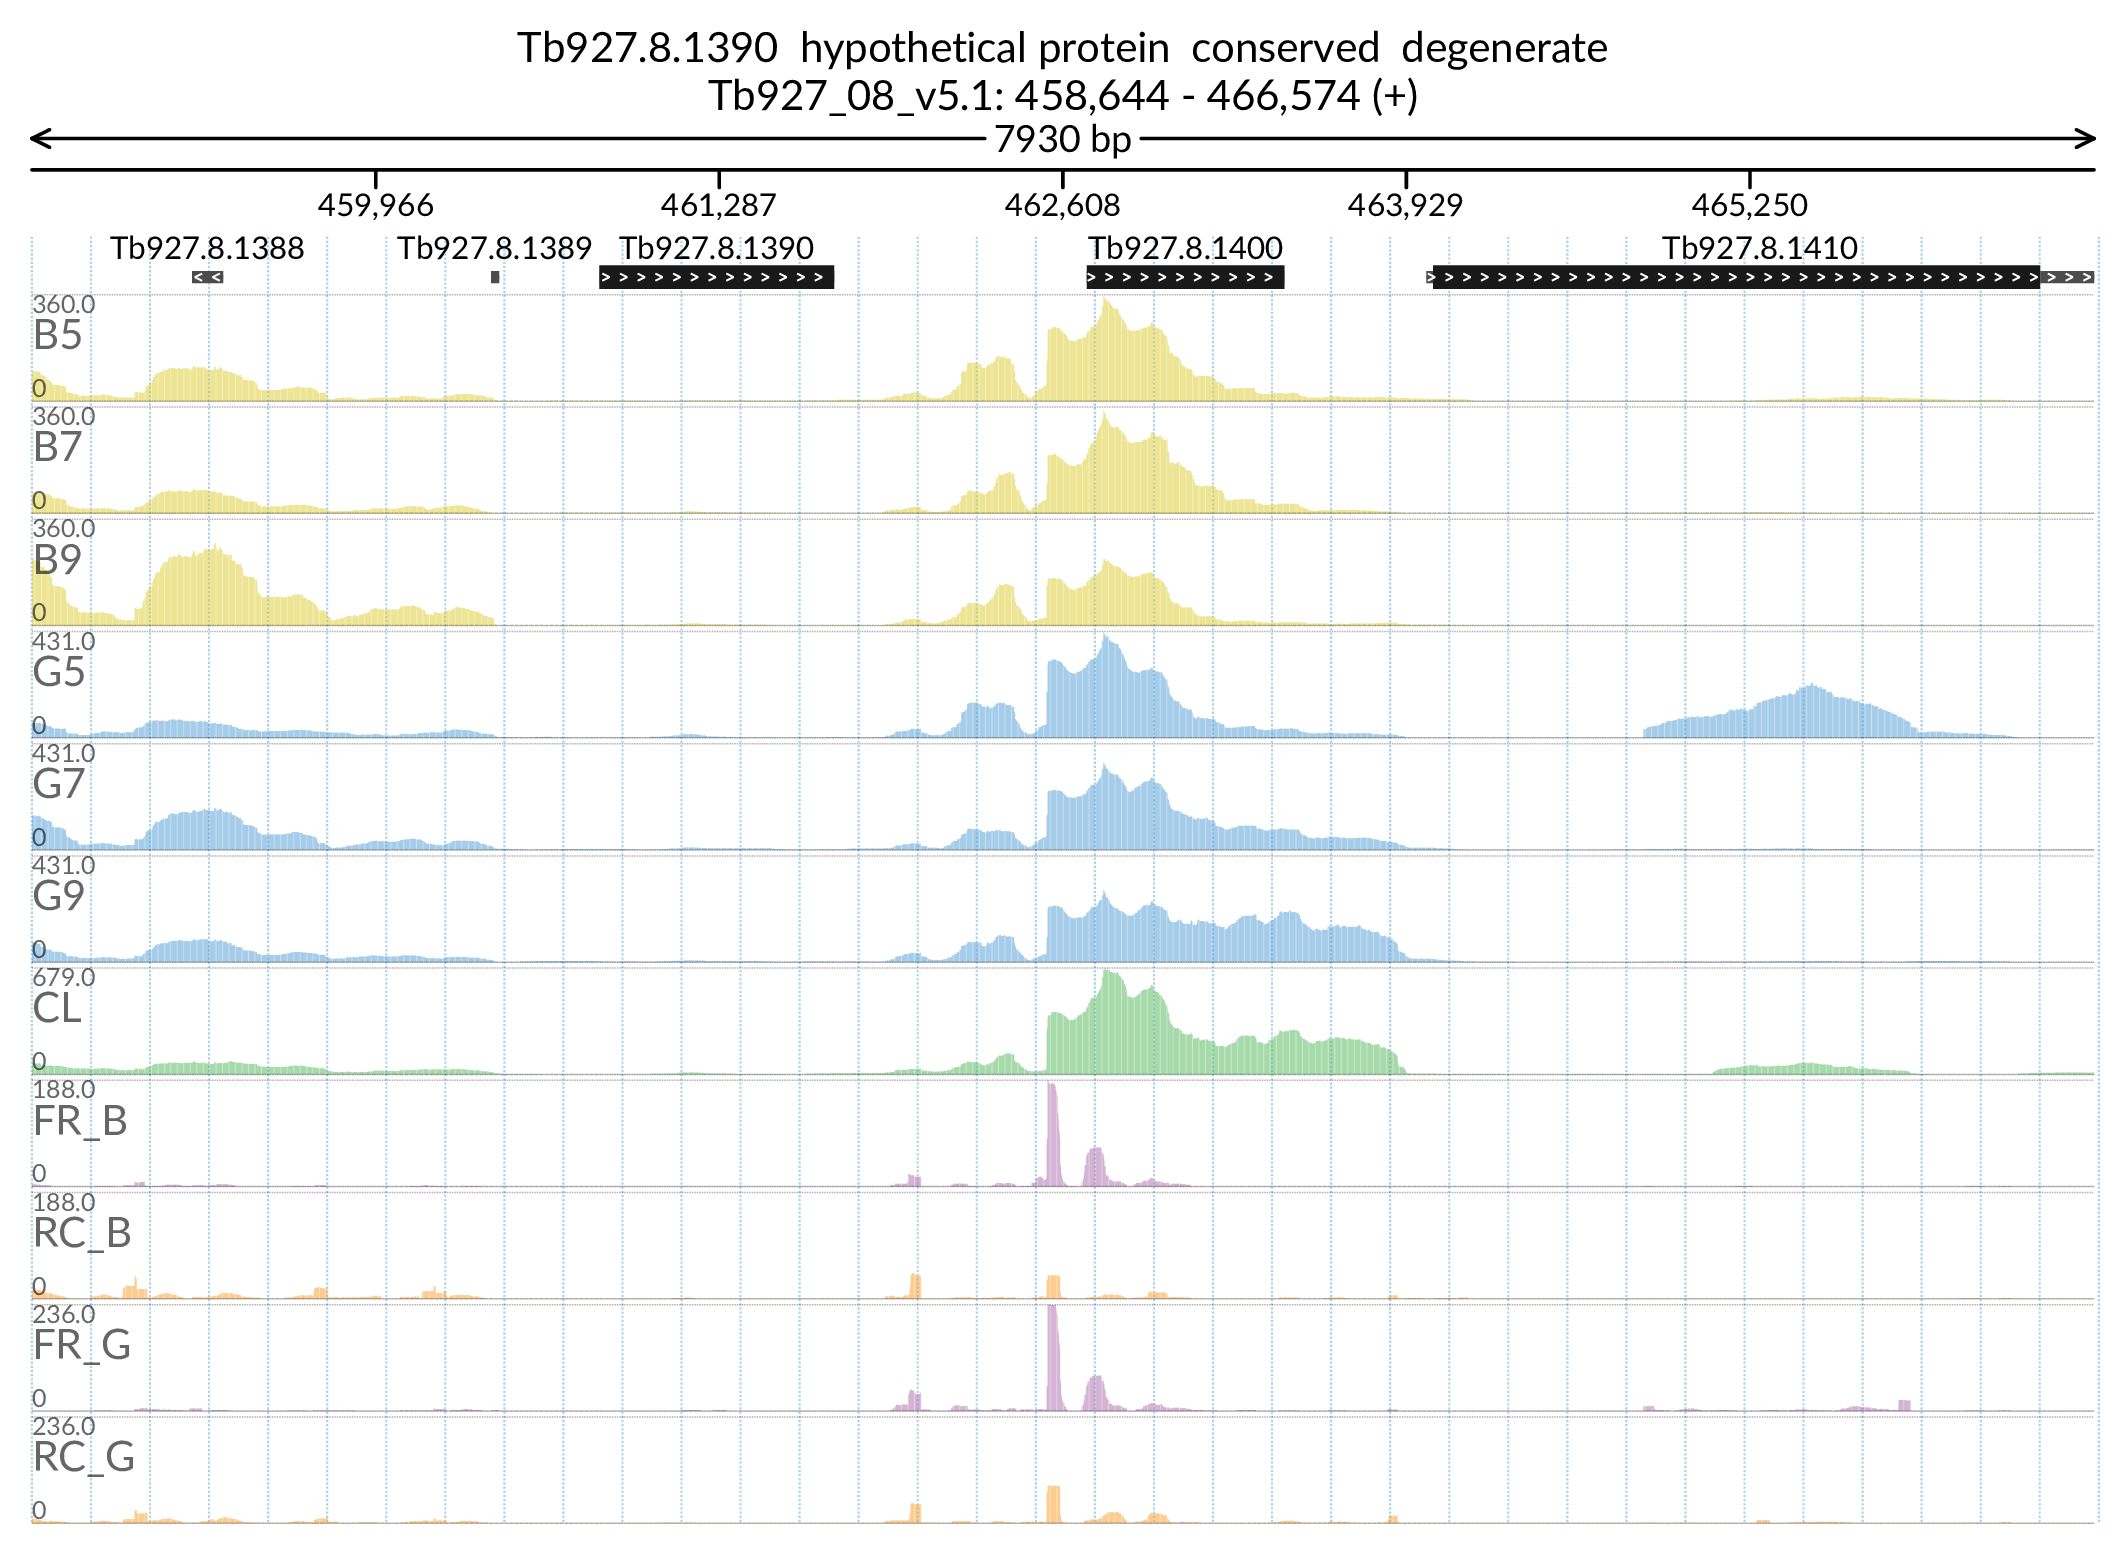 Tb927.8.1390 hypothetical protein conserved degenerate
Tb927_08_v5.1: 458,644 - 466,574 (+)
7930 bp
459,966 461,287 462,608 463,929 465,250
Tb927.8.1388 Tb927.8.1389 Tb927.8.1390 Tb927.8.1400 Tb927.8.1410
360.0
B5
0
360.0
B7
0
360.0
B9
0
431.0
G5
0
431.0
G7
0
431.0
G9
0
679.0
CL
0
188.0
FR_B
0
188.0
RC_B
0
236.0
FR_G
0
236.0
RC_G
0